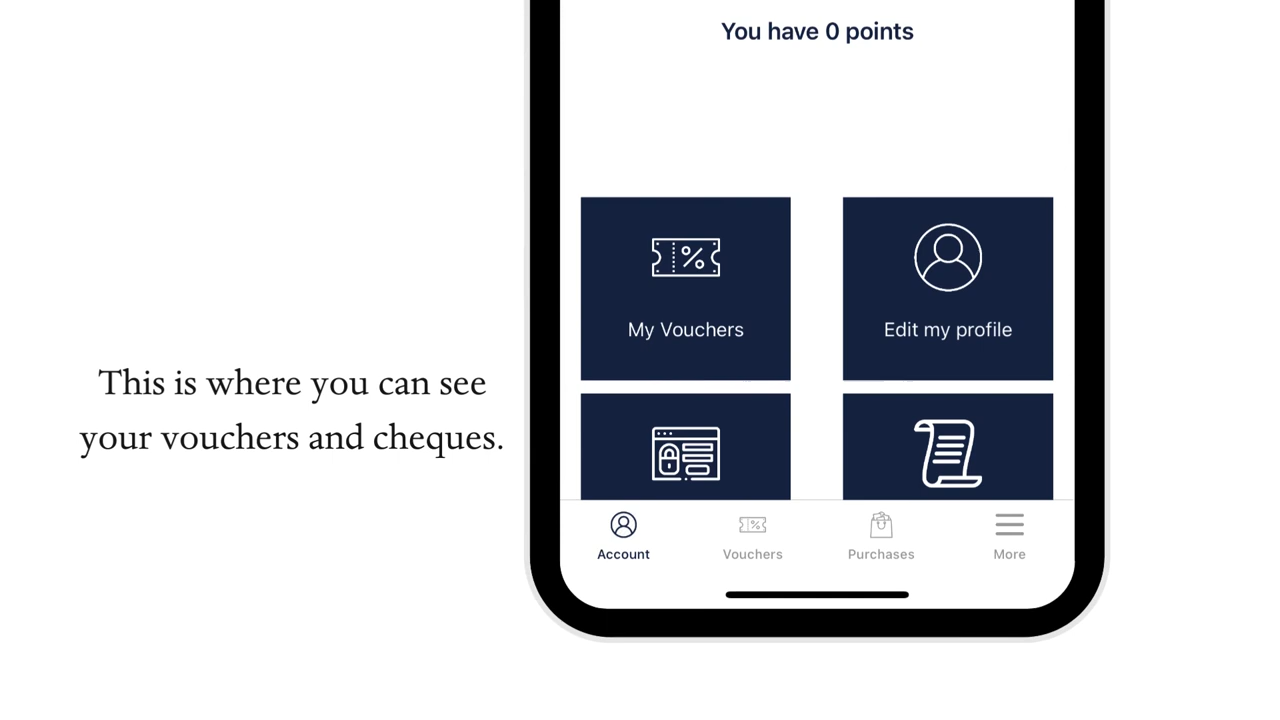 You have 0 points
My Vouchers
Edit my profile
This is where you can see
your vouchers and cheques.
Account
Vouchers
Purchases
More